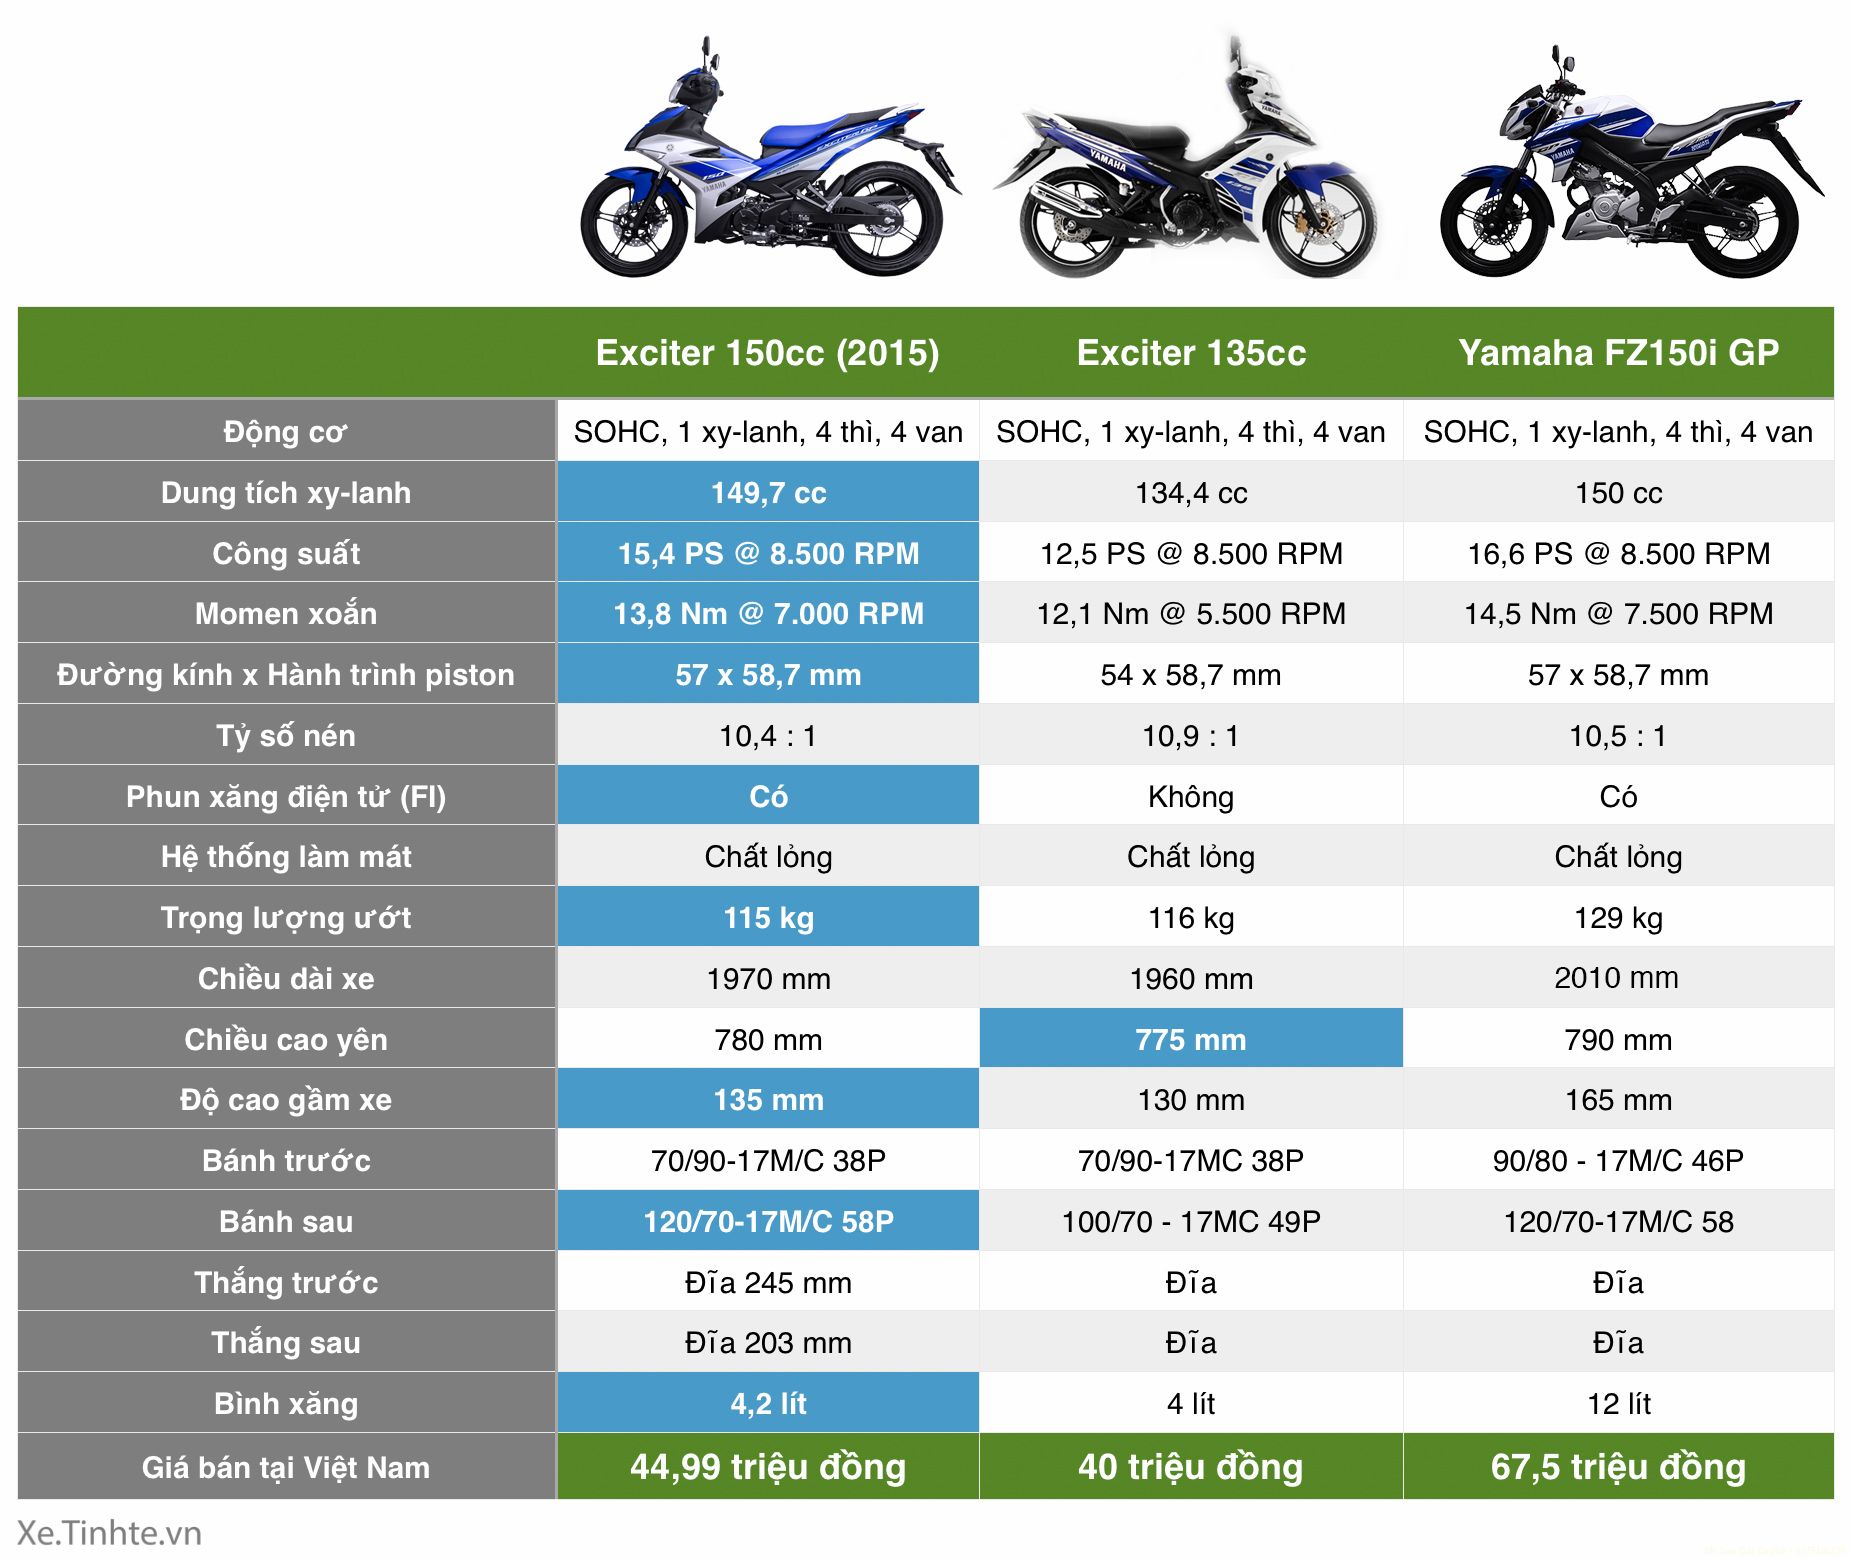 Exciter 150cc (2015) Exciter 135cc Yamaha FZ150i GP
Động cơ SOHC, 1 xy-lanh, 4 thì, 4 van SOHC, 1 xy-lanh, 4 thì, 4 van SOHC, 1 xy-lanh, 4 thì, 4 van
Dung tích xy-lanh 149,7 cc 134,4 cc 150 cc
Công suất 15,4 PS @ 8.500 RPM 12,5 PS @ 8.500 RPM 16,6 PS @ 8.500 RPM
Momen xoắn 13,8 Nm @ 7.000 RPM 12,1 Nm @ 5.500 RPM 14,5 Nm @ 7.500 RPM
Đường kính x Hành trình piston 57 x 58,7 mm 54 x 58,7 mm 57 x 58,7 mm
Tỷ số nén 10,4 : 1 10,9 : 1 10,5 : 1
Phun xăng điện tử (FI) Có Không Có
Hệ thống làm mát Chất lỏng Chất lỏng Chất lỏng
Trọng lượng ướt 115 kg 116 kg 129 kg
Chiều dài xe 1970 mm 1960 mm 2010 mm
Chiều cao yên 780 mm 775 mm 790 mm
Độ cao gầm xe 135 mm 130 mm 165 mm
Bánh trước 70/90-17M/C 38P 70/90-17MC 38P 90/80 - 17M/C 46P
Bánh sau 120/70-17M/C 58P 100/70 - 17MC 49P 120/70-17M/C 58
Thắng trước Đĩa 245 mm Đĩa Đĩa
Thắng sau Đĩa 203 mm Đĩa Đĩa
Bình xăng 4,2 lít 4 lít 12 lít
Giá bán tại Việt Nam 44,99 triệu đồng 40 triệu đồng 67,5 triệu đồng
Xe.Tinhte.vn